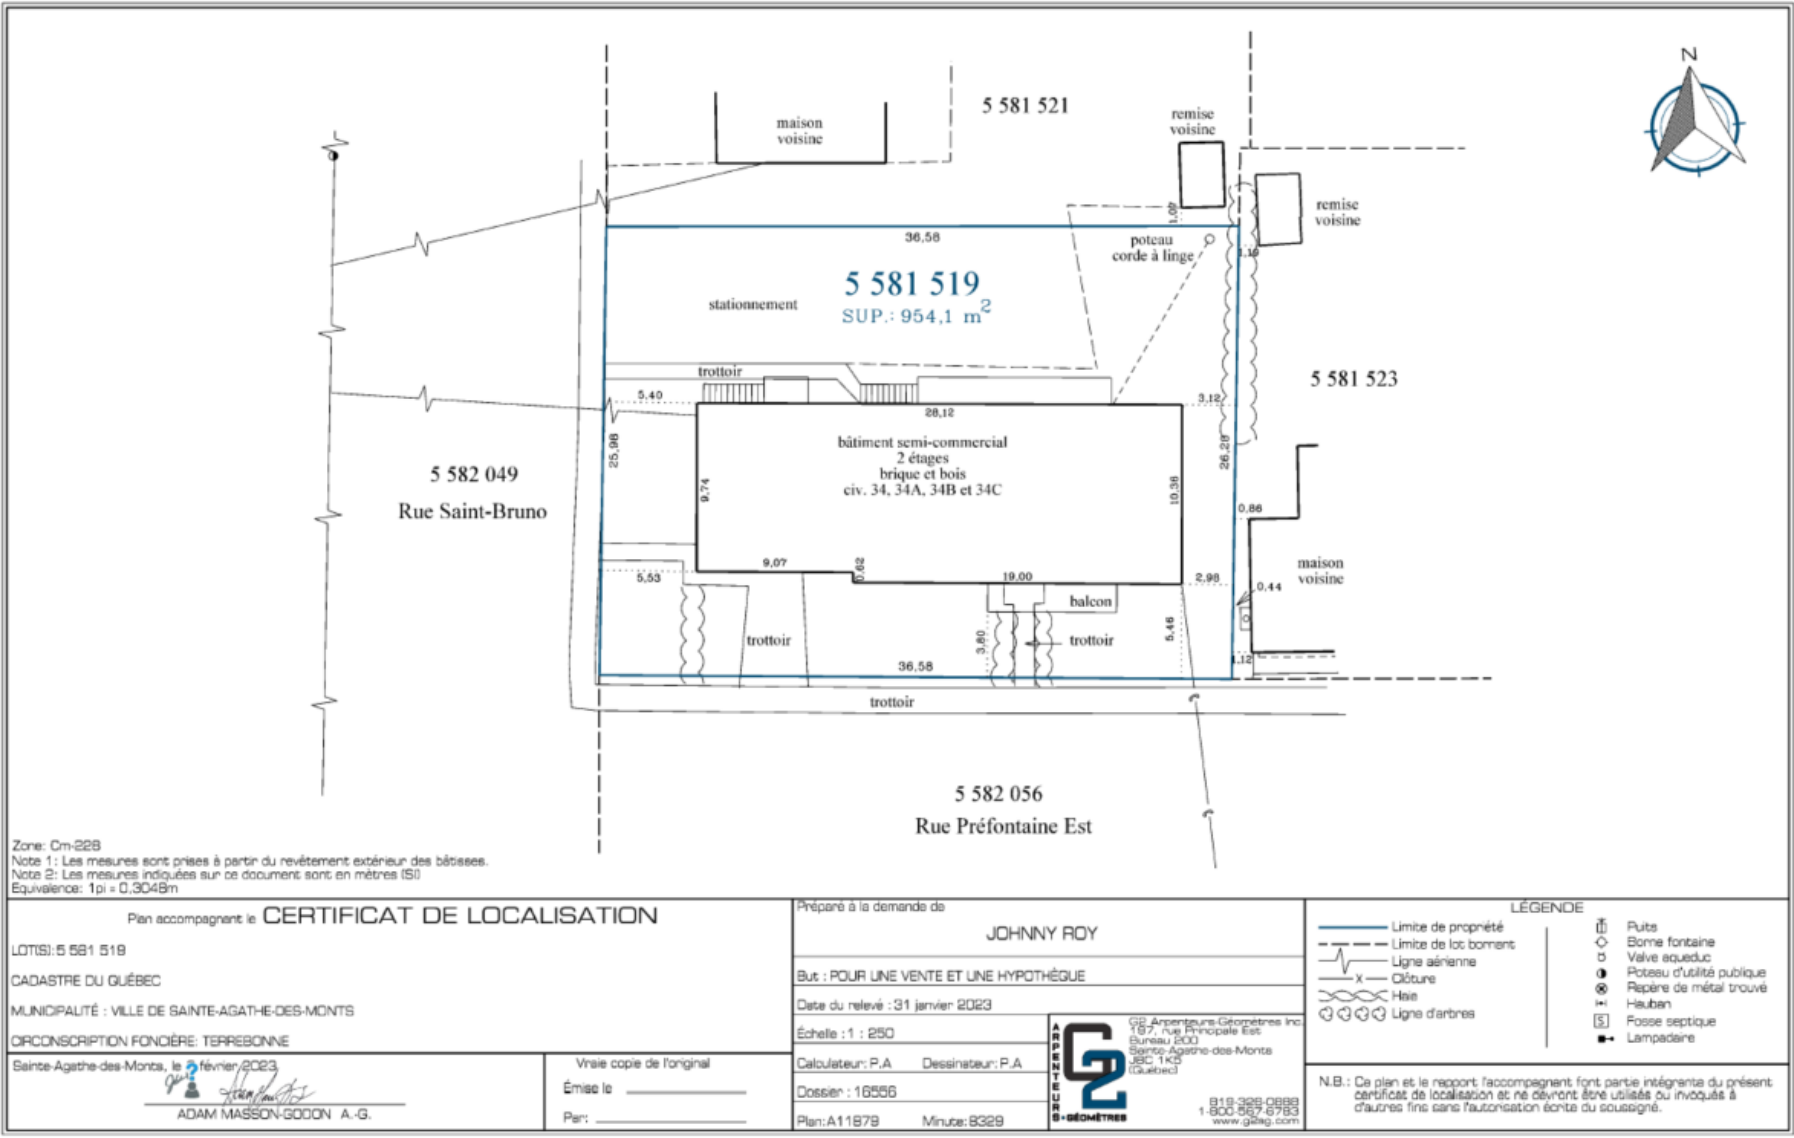 N
5 581 521
maison
voisine
remise
voisine
remise
voisine
1,07
36,58
poteau
corde à linge
1,19
5 581 519
SUP.: 954,1 m2
stationnement
trottoir
5 581 523
5,40
28,12
3,12
25,98
26,28
bâtiment semi-commercial
2 étages
brique et bois
civ. 34, 34A, 34B et 34C
9,74
10,36
5 582 049
Rue Saint-Bruno
0,86
maison
voisine
9,07
0,62
19,00
5,53
2,98
0,44
balcon
trottoir
3,80
trottoir
5,46
1,12
36,58
trottoir
5 582 056
Rue Préfontaine Est
Zone: Cm-228
Note 1: Les mesures sont prises à partir du revêtement extérieur des bâtisses.
Note 2: Les mesures indiquées sur ce document sont en mètres (SI)
Equivalence: 1pi = 0,3048m
Plan accompagnant le CERTIFICAT DE LOCALISATION
LOT(S): 5 581 519
CADASTRE DU QUÉBEC
MUNICIPALITÉ : VILLE DE SAINTE-AGATHE-DES-MONTS
CIRCONSCRIPTION FONCIÈRE: TERREBONNE
Sainte-Agathe-des-Monts, le 2 février 2023
ADAM MASSON-GODON A.-G.
Vraie copie de l'original
Émise le
Par:
Préparé à la demande de
JOHNNY ROY
But : POUR UNE VENTE ET UNE HYPOTHÈQUE
Date du relevé : 31 janvier 2023
Échelle : 1 : 250
Calculateur: P.A Dessinateur: P.A
Dossier : 16556
Plan: A11879 Minute: 8329
ARPENTEURS
G2
GÉOMÈTRES
G2 Arpenteurs-Géomètres Inc.
197, rue Principale Est
Bureau 200
Sainte-Agathe-des-Monts
J8C 1K5
(Québec)
819-326-0888
1-800-567-6783
www.g2ag.com
LÉGENDE
Limite de propriété
Limite de lot bornant
Ligne aérienne
x Clôture
Haie
Ligne d'arbres
Puits
Borne fontaine
Valve aqueduc
Poteau d'utilité publique
Repère de métal trouvé
Hauban
S Fosse septique
Lampadaire
N.B.: Ce plan et le rapport l'accompagnant font partie intégrante du présent
certificat de localisation et ne devront être utilisés ou invoqués à
d'autres fins sans l'autorisation écrite du soussigné.